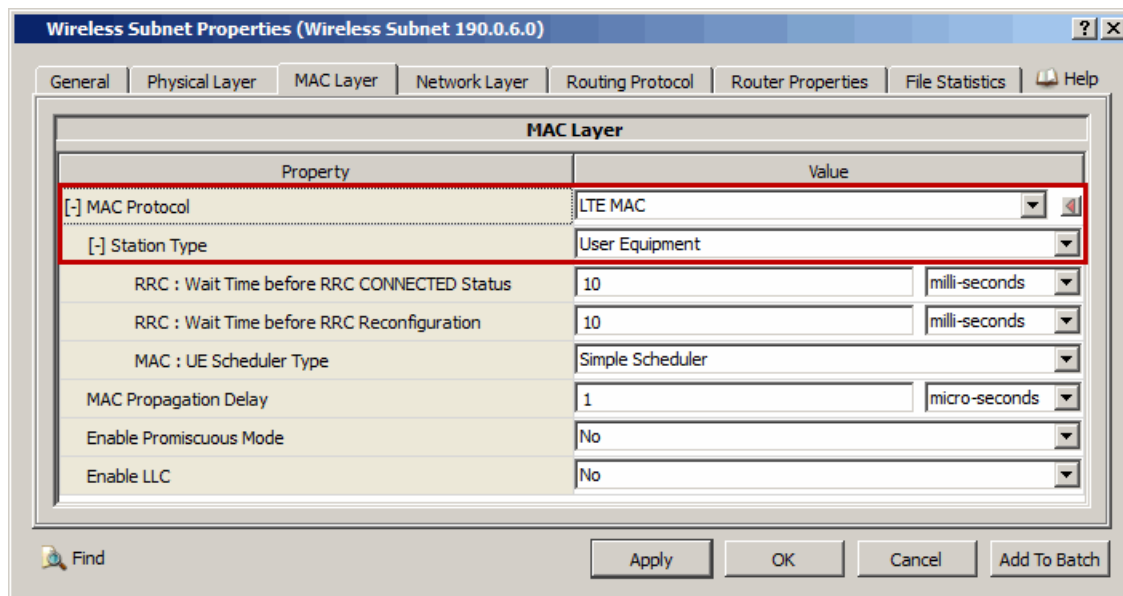 Wireless Subnet Properties (Wireless Subnet 190.0.6.0) ? X
General Physical Layer MAC Layer Network Layer Routing Protocol Router Properties File Statistics Help
MAC Layer
Property Value
[-] MAC Protocol LTE MAC
[-] Station Type User Equipment
RRC : Wait Time before RRC CONNECTED Status 10 milli-seconds
RRC : Wait Time before RRC Reconfiguration 10 milli-seconds
MAC : UE Scheduler Type Simple Scheduler
MAC Propagation Delay 1 micro-seconds
Enable Promiscuous Mode No
Enable LLC No
Find Apply OK Cancel Add To Batch